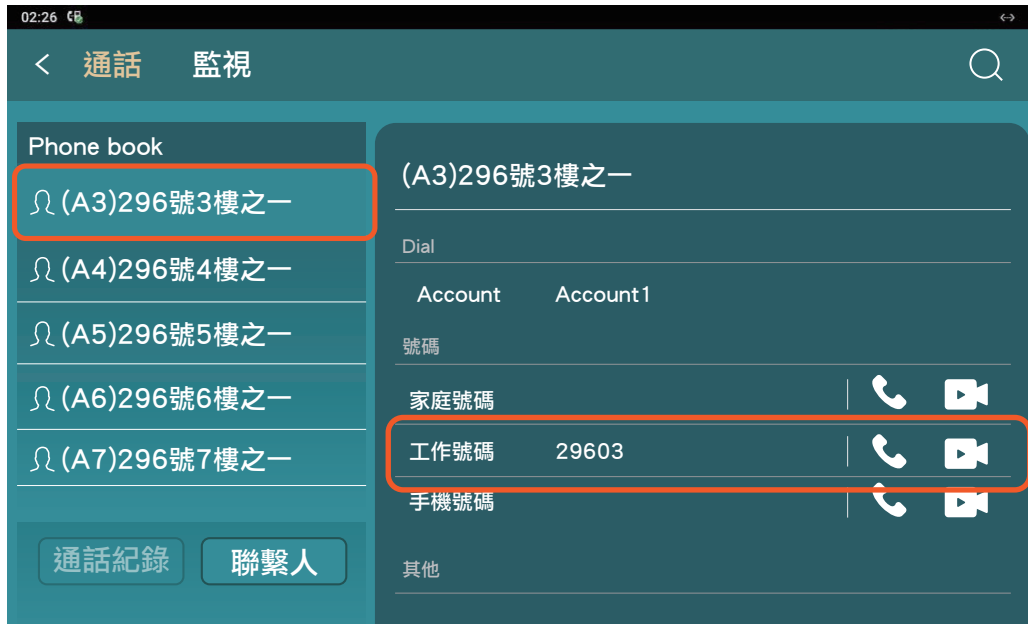 02:26
通話 監視
Phone book
(A3)296號3樓之一
(A4)296號4樓之一
(A5)296號5樓之一
(A6)296號6樓之一
(A7)296號7樓之一
通話紀錄 聯繫人
(A3)296號3樓之一
Dial
Account Account1
號碼
家庭號碼
工作號碼 29603
手機號碼
其他